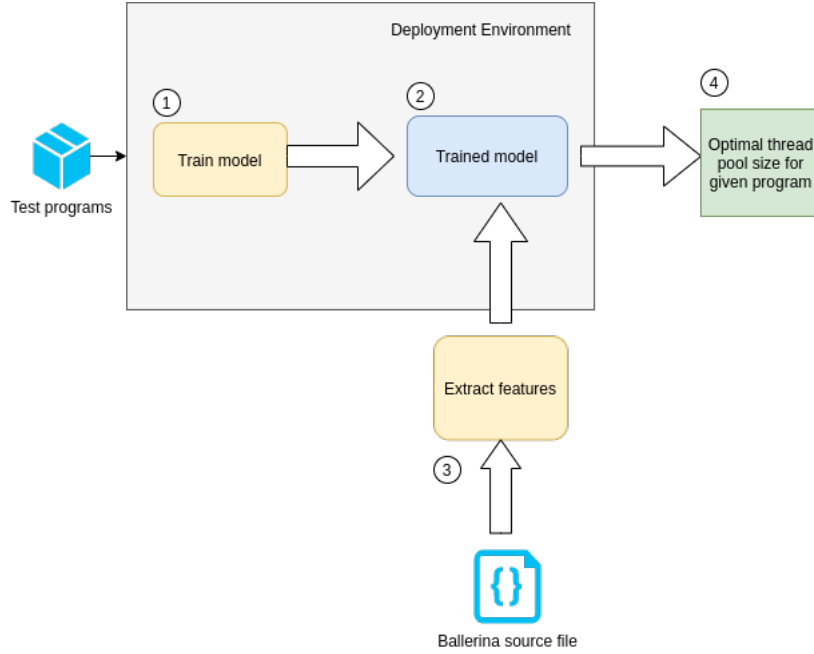 Deployment Environment
1
2
4
Train model
Trained model
Optimal thread
pool size for
given program
Test programs
Extract features
3
{}
Ballerina source file